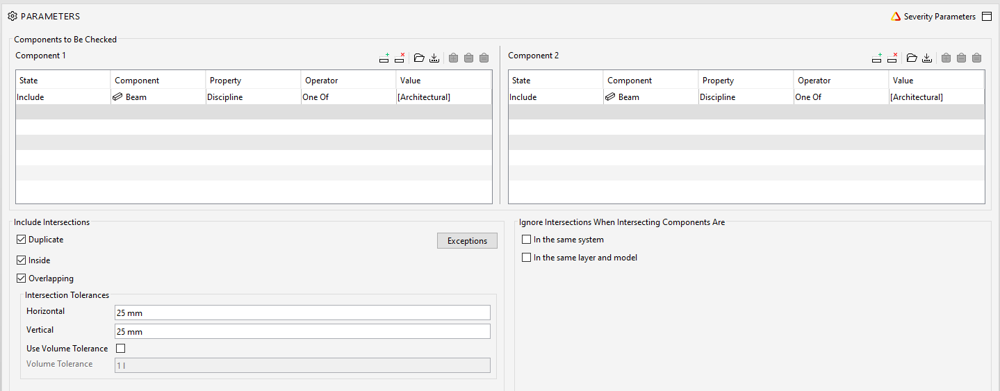 PARAMETERS
Severity Parameters
Components to Be Checked
Component 1
State Component Property Operator Value
Include Beam Discipline One Of [Architectural]
Component 2
State Component Property Operator Value
Include Beam Discipline One Of [Architectural]
Include Intersections
Duplicate
Exceptions
Inside
Overlapping
Intersection Tolerances
Horizontal 25 mm
Vertical 25 mm
Use Volume Tolerance
Volume Tolerance 1 l
Ignore Intersections When Intersecting Components Are
In the same system
In the same layer and model